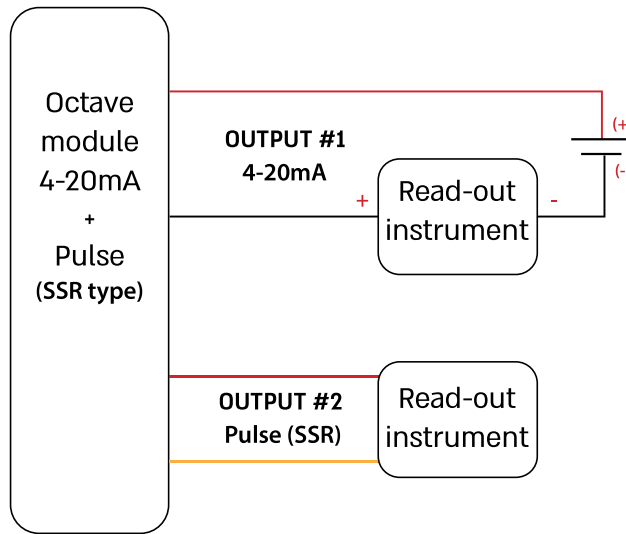 Octave
module
4-20mA
+
Pulse
(SSR type)
OUTPUT #1
4-20mA
+
Read-out
instrument
-
(+
(-
OUTPUT #2
Pulse (SSR)
Read-out
instrument